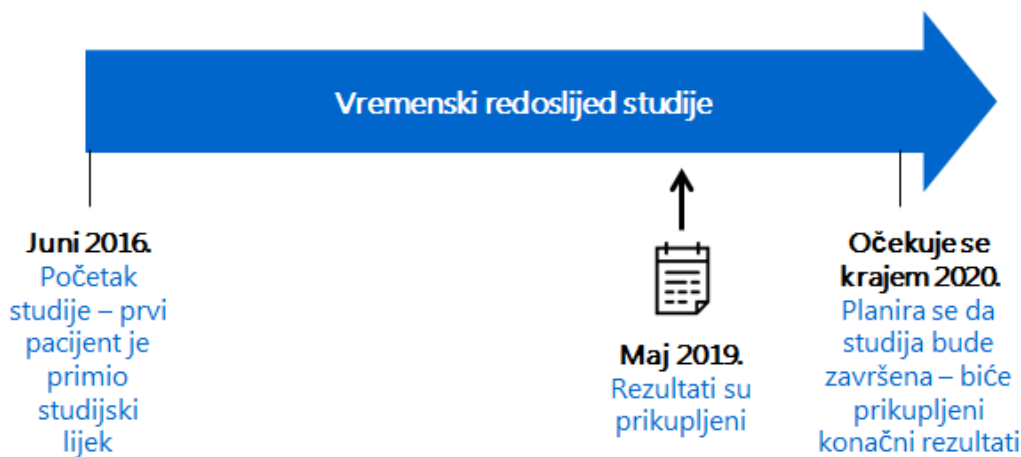 Vremenski redoslijed studije
Juni 2016.
Početak
studije – prvi
pacijent je
primio
studijski
lijek
Maj 2019.
Rezultati su
prikupljeni
Očekuje se
krajem 2020.
Planira se da
studija bude
završena – biće
prikupljeni
konačni rezultati